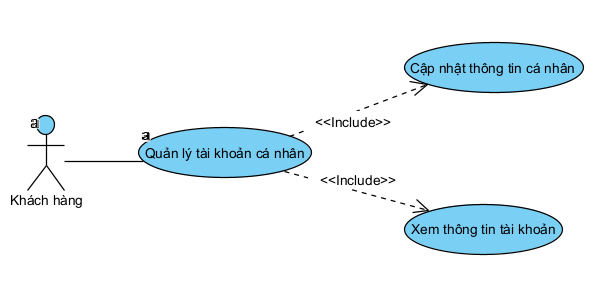 Cập nhật thông tin cá nhân
<<Include>>
a
a
Quản lý tài khoản cá nhân
<<Include>>
Khách hàng
Xem thông tin tài khoản